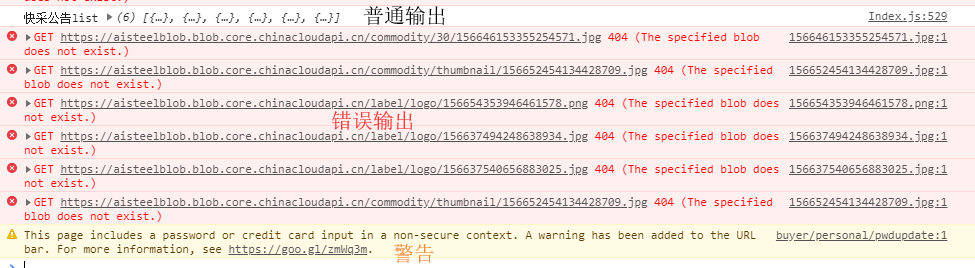 does not exist.)
快采公告list ▶(6) [{…}, {…}, {…}, {…}, {…}, {…}] 普通输出 Index.js:529
▶GET https://aisteelblob.blob.core.chinacloudapi.cn/commodity/30/156646153355254571.jpg 404 (The specified blob 156646153355254571.jpg:1
does not exist.)
▶GET https://aisteelblob.blob.core.chinacloudapi.cn/commodity/thumbnail/156652454134428709.jpg 404 (The specified 156652454134428709.jpg:1
blob does not exist.)
▶GET https://aisteelblob.blob.core.chinacloudapi.cn/label/logo/156654353946461578.png 404 (The specified blob does 156654353946461578.png:1
not exist.)
错误输出
▶GET https://aisteelblob.blob.core.chinacloudapi.cn/label/logo/156637494248638934.jpg 404 (The specified blob does 156637494248638934.jpg:1
not exist.)
▶GET https://aisteelblob.blob.core.chinacloudapi.cn/label/logo/156637540656883025.jpg 404 (The specified blob does 156637540656883025.jpg:1
not exist.)
▶GET https://aisteelblob.blob.core.chinacloudapi.cn/commodity/thumbnail/156652454134428709.jpg 404 (The specified 156652454134428709.jpg:1
blob does not exist.)
This page includes a password or credit card input in a non-secure context. A warning has been added to the URL buyer/personal/pwdupdate:1
bar. For more information, see https://goo.gl/zmWq3m. 警告